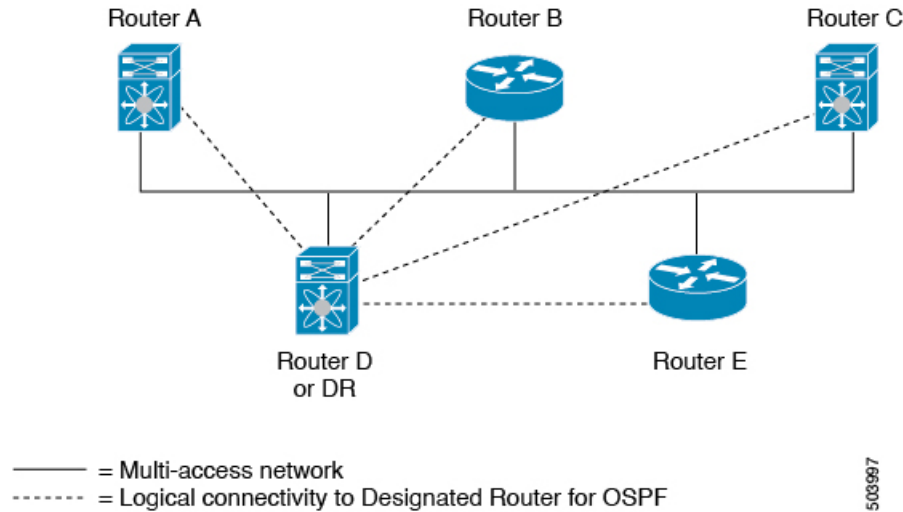 Router A
Router B
Router C
Router D
or DR
Router E
= Multi-access network
= Logical connectivity to Designated Router for OSPF
503997